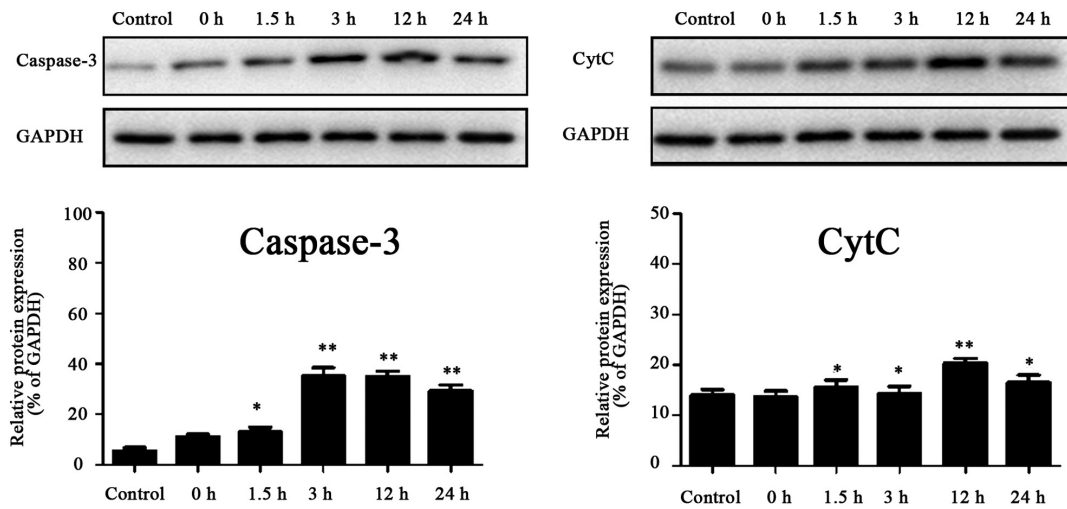 Control 0 h 1.5 h 3 h 12 h 24 h
Caspase-3
GAPDH
Relative protein expression
(% of GAPDH)
100
80
60
40
20
0
Caspase-3
*
**
**
**
Control 0 h 1.5 h 3 h 12 h 24 h
Control 0 h 1.5 h 3 h 12 h 24 h
CytC
GAPDH
Relative protein expression
(% of GAPDH)
50
40
30
20
10
0
CytC
*
*
**
*
Control 0 h 1.5 h 3 h 12 h 24 h